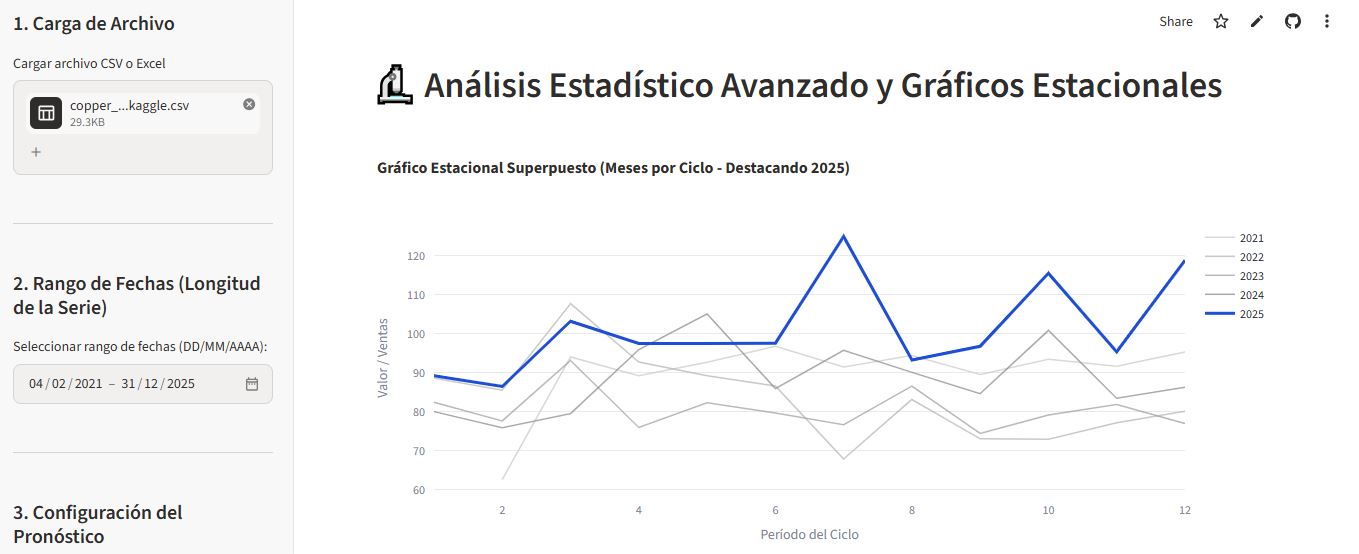 1. Carga de Archivo
Cargar archivo CSV o Excel
copper_...kaggle.csv
29.3KB
+
2. Rango de Fechas (Longitud
de la Serie)
Seleccionar rango de fechas (DD/MM/AAAA):
04 / 02 / 2021 – 31 / 12 / 2025
3. Configuración del
Pronóstico
Share
Análisis Estadístico Avanzado y Gráficos Estacionales
Gráfico Estacional Superpuesto (Meses por Ciclo - Destacando 2025)
Valor / Ventas
120
110
100
90
80
70
60
2 4 6 8 10 12
Período del Ciclo
2021
2022
2023
2024
2025